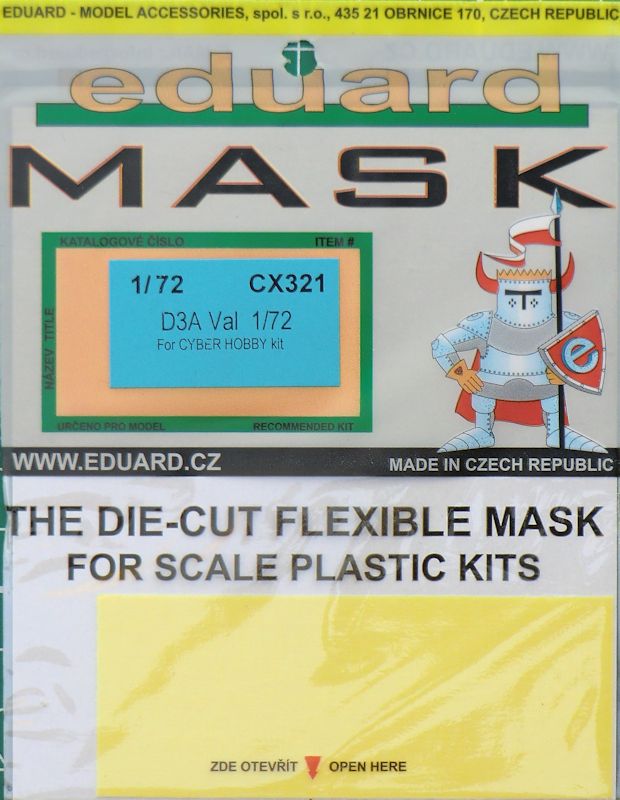 EDUARD - MODEL ACCESSORIES, spol. s r.o., 435 21 OBRNICE 170, CZECH REPUBLIC
eduard
MASK
KATALOGOVÉ ČÍSLO ITEM #
1/72 CX321
D3A Val 1/72
For CYBER HOBBY kit
NÁZEV TITLE
URČENO PRO MODEL RECOMMENDED KIT
e
WWW.EDUARD.CZ MADE IN CZECH REPUBLIC
THE DIE-CUT FLEXIBLE MASK
FOR SCALE PLASTIC KITS
ZDE OTEVŘÍT OPEN HERE